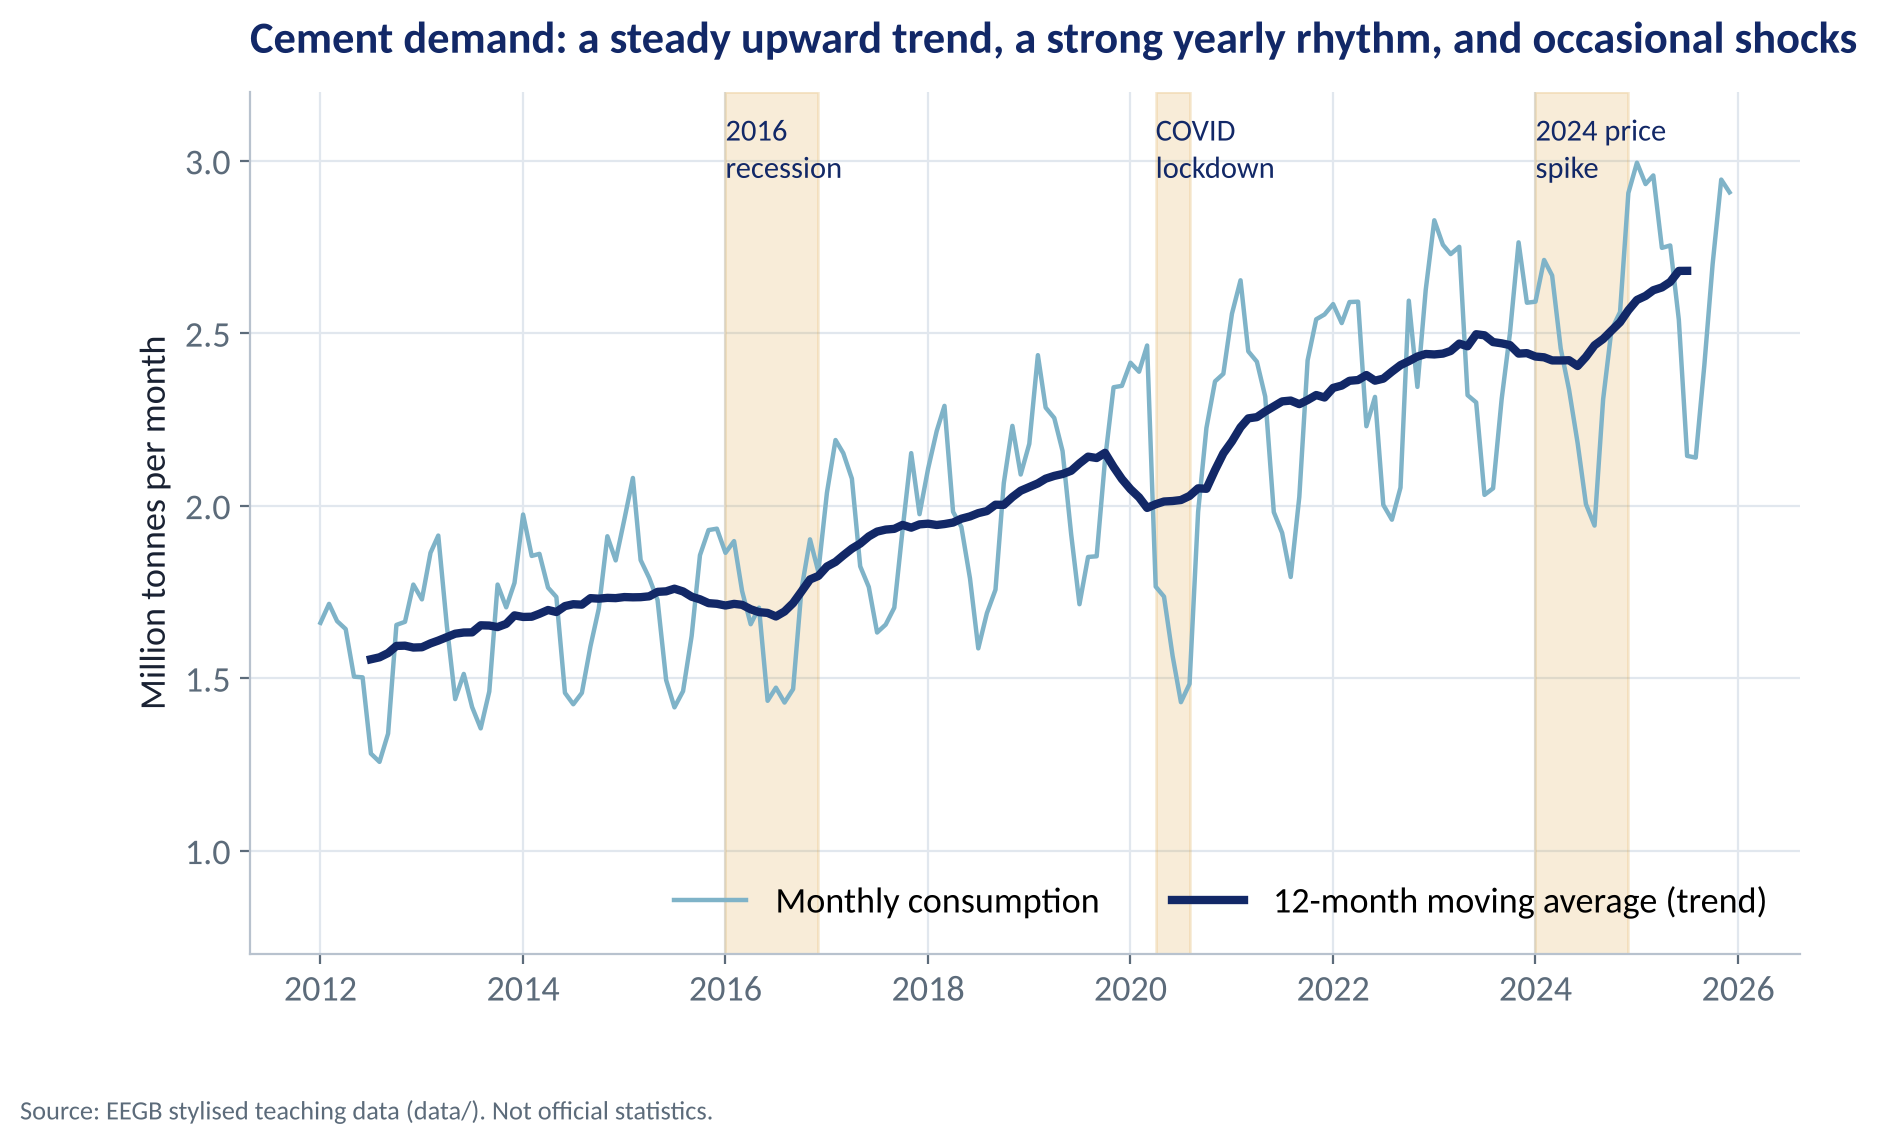 Cement demand: a steady upward trend, a strong yearly rhythm, and occasional shocks
2016
recession
COVID
lockdown
2024 price
spike
Million tonnes per month
3.0
2.5
2.0
1.5
1.0
Monthly consumption
12-month moving average (trend)
2012
2014
2016
2018
2020
2022
2024
2026
Source: EEGB stylised teaching data (data/). Not official statistics.